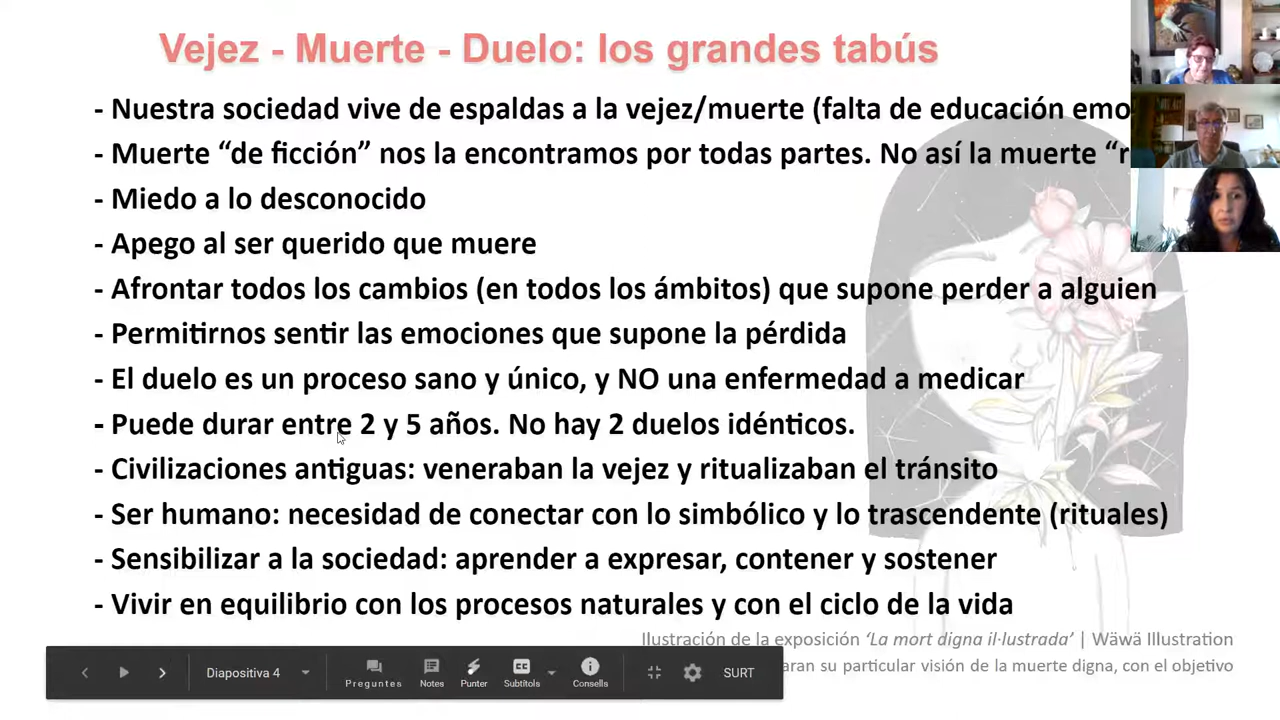 Vejez - Muerte - Duelo: los grandes tabús
- Nuestra sociedad vive de espaldas a la vejez/muerte (falta de educación emo
- Muerte “de ficción” nos la encontramos por todas partes. No así la muerte “r
- Miedo a lo desconocido
- Apego al ser querido que muere
- Afrontar todos los cambios (en todos los ámbitos) que supone perder a alguien
- Permitirnos sentir las emociones que supone la pérdida
- El duelo es un proceso sano y único, y NO una enfermedad a medicar
- Puede durar entre 2 y 5 años. No hay 2 duelos idénticos.
- Civilizaciones antiguas: veneraban la vejez y ritualizaban el tránsito
- Ser humano: necesidad de conectar con lo simbólico y lo trascendente (rituales)
- Sensibilizar a la sociedad: aprender a expresar, contener y sostener
- Vivir en equilibrio con los procesos naturales y con el ciclo de la vida
Ilustración de la exposición ‘La mort digna il·lustrada’ | Wäwä Illustration
aran su particular visión de la muerte digna, con el objetivo
Diapositiva 4
Preguntes
Notes
Punter
Subtítols
Consells
SURT